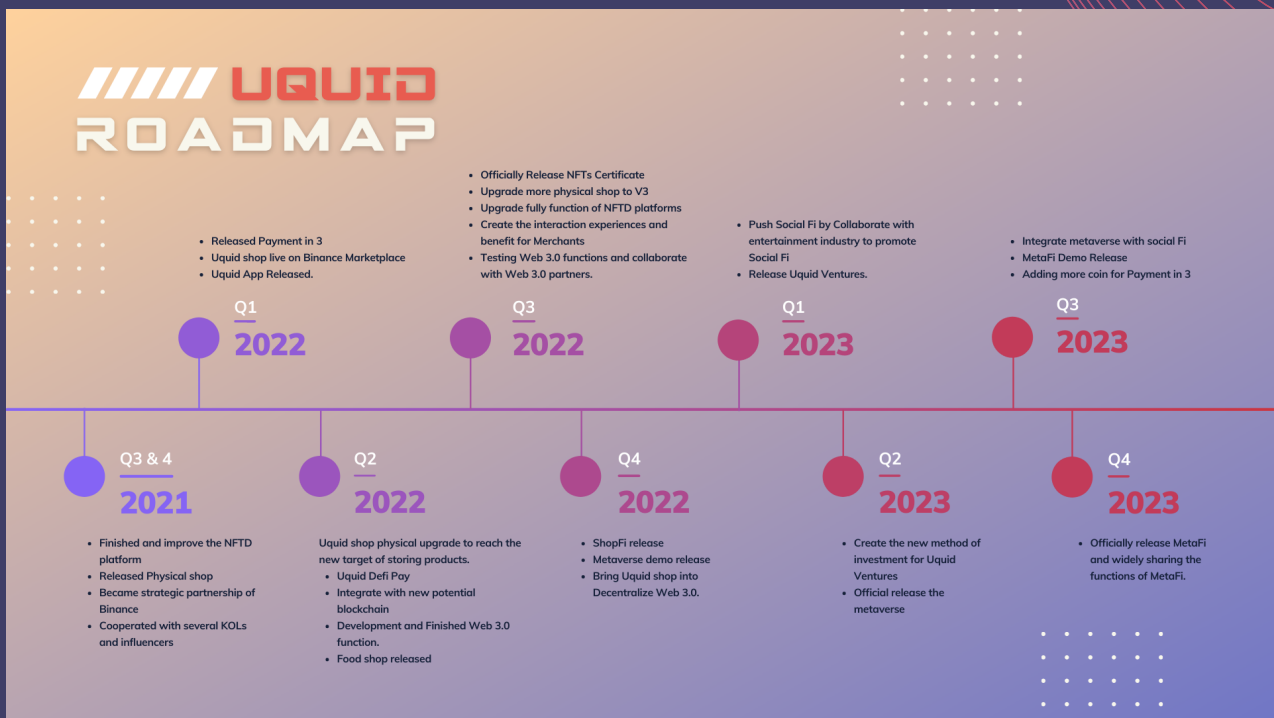 UQUID
ROADMAP
• Released Payment in 3
• Uquid shop live on Binance Marketplace
• Uquid App Released.
Q1
2022
• Officially Release NFTs Certificate
• Upgrade more physical shop to V3
• Upgrade fully function of NFTD platforms
• Create the interaction experiences and
benefit for Merchants
• Testing Web 3.0 functions and collaborate
with Web 3.0 partners.
Q3
2022
• Push Social Fi by Collaborate with
entertainment industry to promote
Social Fi
• Release Uquid Ventures.
Q1
2023
• Integrate metaverse with social Fi
• MetaFi Demo Release
• Adding more coin for Payment in 3
Q3
2023
Q3 & 4
2021
• Finished and improve the NFTD
platform
• Released Physical shop
• Became strategic partnership of
Binance
• Cooperated with several KOLs
and influencers
Q2
2022
Uquid shop physical upgrade to reach the
new target of storing products.
• Uquid Defi Pay
• Integrate with new potential
blockchain
• Development and Finished Web 3.0
function.
• Food shop released
Q4
2022
• ShopFi release
• Metaverse demo release
• Bring Uquid shop into
Decentralize Web 3.0.
Q2
2023
• Create the new method of
investment for Uquid
Ventures
• Official release the
metaverse
Q4
2023
• Officially release MetaFi
and widely sharing the
functions of MetaFi.